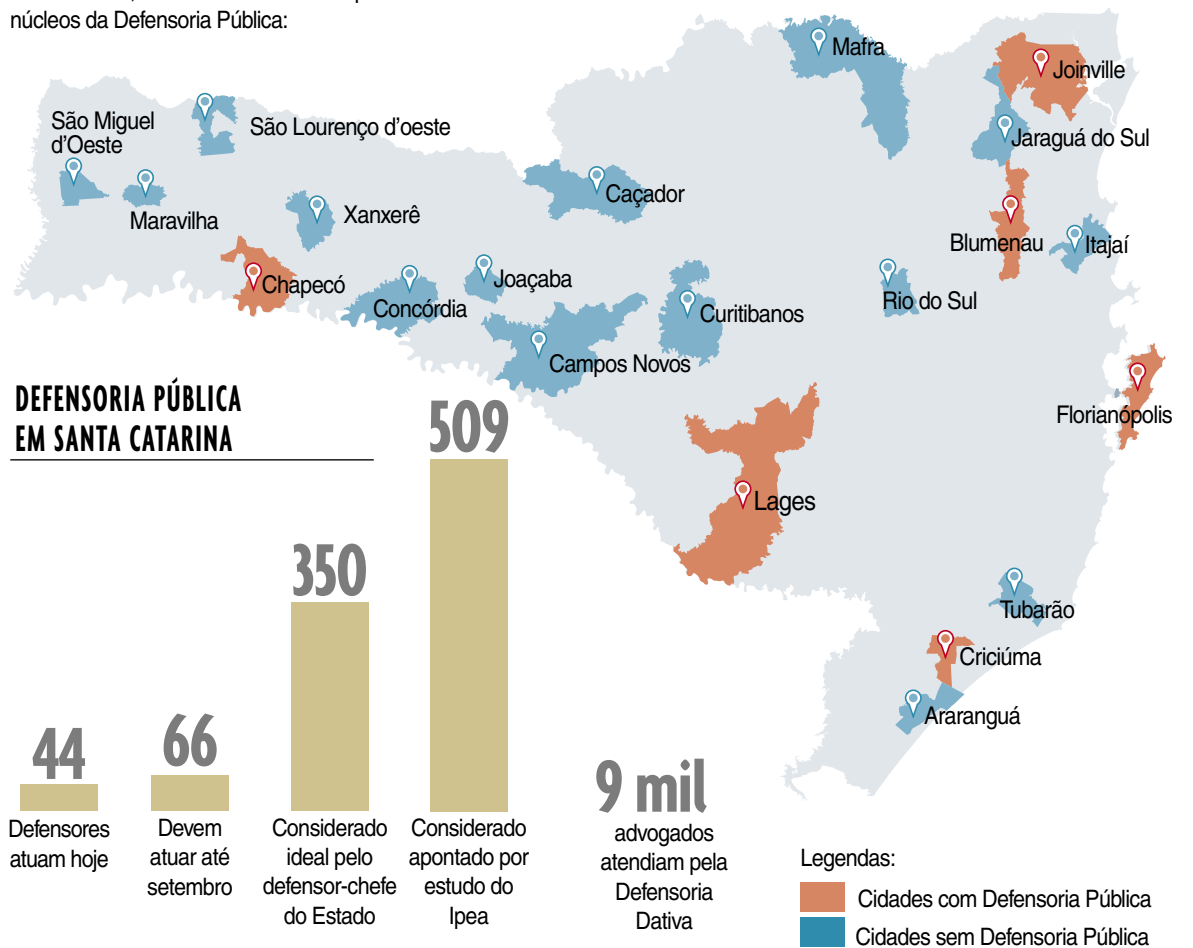 núcleos da Defensoria Pública:
Mafra
Joinville
São Miguel
d'Oeste
São Lourenço d'oeste
Jaraguá do Sul
Maravilha
Xanxerê
Caçador
Blumenau
Itajaí
Chapecó
Concórdia
Joaçaba
Rio do Sul
Curitibanos
Campos Novos
Florianópolis
Lages
Tubarão
Criciúma
Araranguá
DEFENSORIA PÚBLICA
EM SANTA CATARINA
44
Defensores
atuam hoje
66
Devem
atuar até
setembro
350
Considerado
ideal pelo
defensor-chefe
do Estado
509
Considerado
apontado por
estudo do
Ipea
9 mil
advogados
atendiam pela
Defensoria
Dativa
Legendas:
Cidades com Defensoria Pública
Cidades sem Defensoria Pública